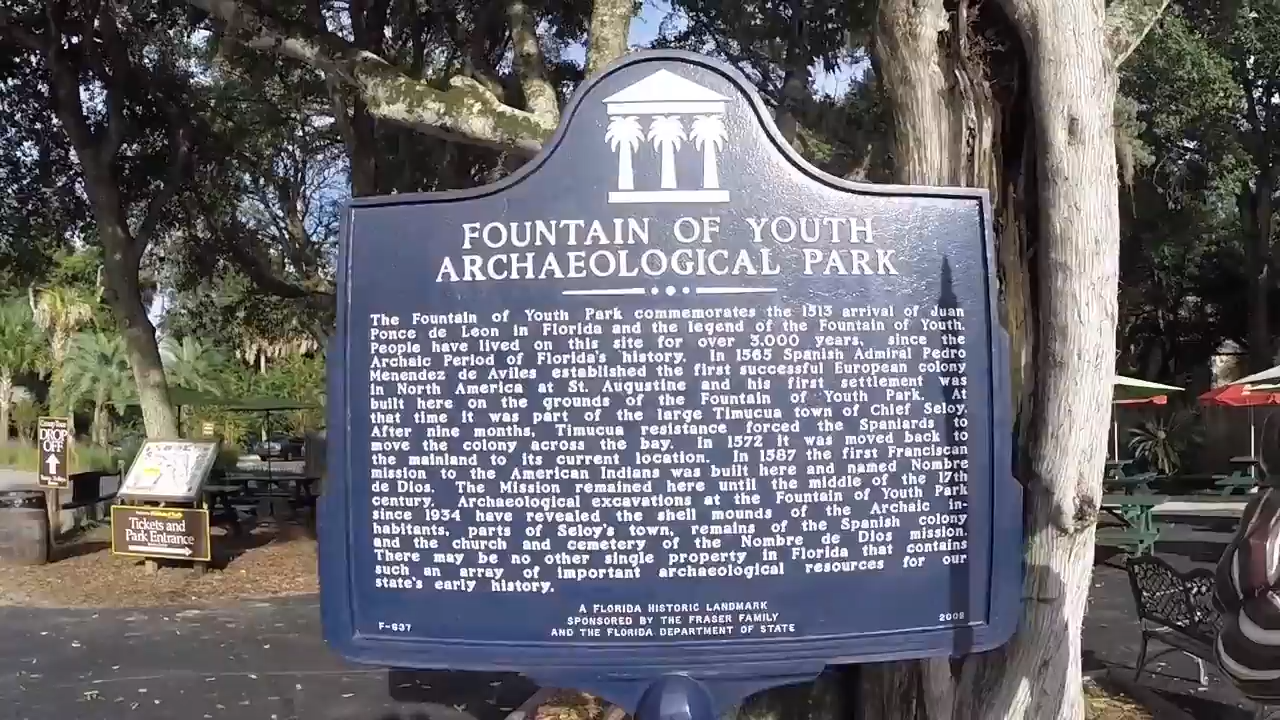 FOUNTAIN OF YOUTH
ARCHAEOLOGICAL PARK
The Fountain of Youth Park commemorates the 1513 arrival of Juan
Ponce de Leon in Florida and the legend of the Fountain of Youth.
People have lived on this site for over 3,000 years, since the
Archaic Period of Florida's history. In 1565 Spanish Admiral Pedro
Menendez de Aviles established the first successful European colony
in North America at St. Augustine and his first settlement was
built here on the grounds of the Fountain of Youth Park. At
that time it was part of the large Timucua town of Chief Seloy.
After nine months, Timucua resistance forced the Spaniards to
move the colony across the bay. In 1572 it was moved back to
the mainland to its current location. In 1587 the first Franciscan
mission to the American Indians was built here and named Nombre
de Dios. The Mission remained here until the middle of the 17th
century. Archaeological excavations at the Fountain of Youth Park
since 1934 have revealed the shell mounds of the Archaic in-
habitants, parts of Seloy's town, remains of the Spanish colony
and the church and cemetery of the Nombre de Dios mission.
There may be no other single property in Florida that contains
such an array of important archaeological resources for our
state's early history.
A FLORIDA HISTORIC LANDMARK
SPONSORED BY THE FRASER FAMILY
AND THE FLORIDA DEPARTMENT OF STATE
F-637
2008
DROP
OFF
Tickets and
Park Entrance